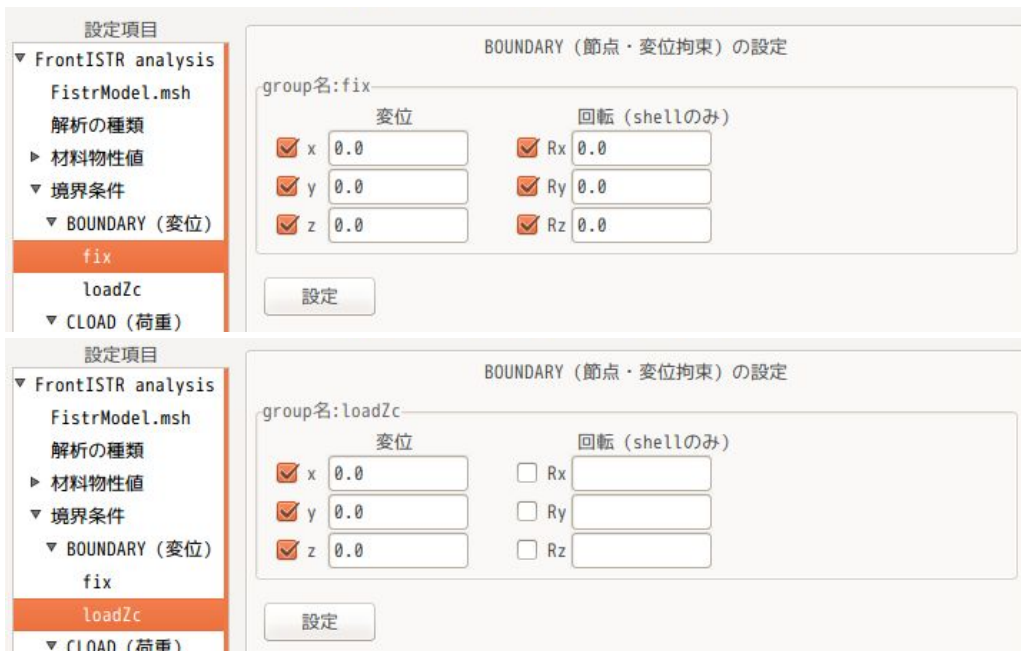 設定項目
▼ FrontISTR analysis
FistrModel.msh
解析の種類
▶ 材料物性値
▼ 境界条件
▼ BOUNDARY (変位)
fix
loadZc
▼ CLOAD (荷重)
BOUNDARY (節点・変位拘束) の設定
group名:fix
変位 回転 (shellのみ)
x 0.0 Rx 0.0
y 0.0 Ry 0.0
z 0.0 Rz 0.0
設定
設定項目
▼ FrontISTR analysis
FistrModel.msh
解析の種類
▶ 材料物性値
▼ 境界条件
▼ BOUNDARY (変位)
fix
loadZc
▼ CLOAD (荷重)
BOUNDARY (節点・変位拘束) の設定
group名:loadZc
変位 回転 (shellのみ)
x 0.0 Rx
y 0.0 Ry
z 0.0 Rz
設定